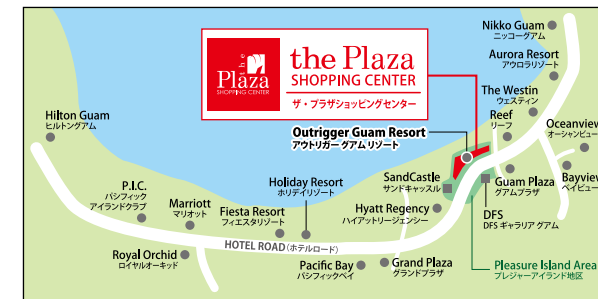 Nikko Guam
ニッコーグアム
Aurora Resort
アウロラリゾート
The Westin
ウェスティン
Reef
リーフ
Oceanview
オーシャンビュー
the
Plaza
SHOPPING CENTER
the Plaza
SHOPPING CENTER
ザ・プラザショッピングセンター
Hilton Guam
ヒルトングアム
Outrigger Guam Resort
アウトリガー グアム リゾート
P.I.C.
パシフィック
アイランドクラブ
Marriott
マリオット
Fiesta Resort
フィエスタリゾート
Holiday Resort
ホリデイリゾート
SandCastle
サンドキャッスル
Hyatt Regency
ハイアットリージェンシー
Guam Plaza
グアムプラザ
Bayview
ベイビュー
DFS
DFS ギャラリア グアム
HOTEL ROAD (ホテルロード)
Royal Orchid
ロイヤルオーキッド
Pacific Bay
パシフィックベイ
Grand Plaza
グランドプラザ
Pleasure Island Area
プレジャーアイランド地区